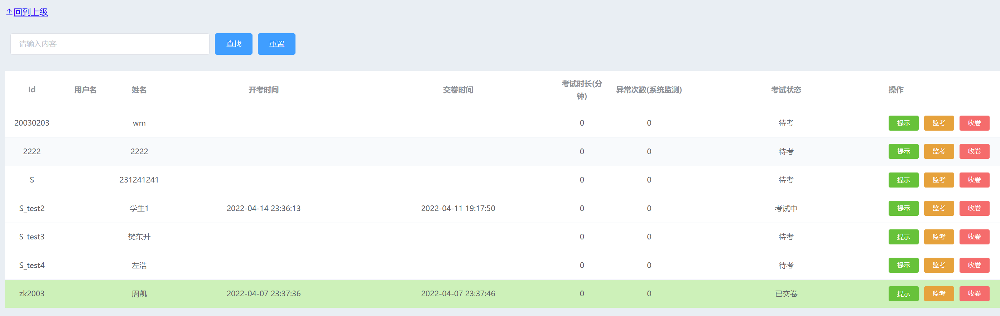 回到上级
请输入内容 查找 重置
Id 用户名 姓名 开考时间 交卷时间 考试时长(分钟) 异常次数(系统监测) 考试状态 操作
20030203 wm 0 0 待考 提示 监考 收卷
2222 2222 0 0 待考 提示 监考 收卷
S 231241241 0 0 待考 提示 监考 收卷
S_test2 学生1 2022-04-14 23:36:13 2022-04-11 19:17:50 0 0 考试中 提示 监考 收卷
S_test3 樊东升 0 0 待考 提示 监考 收卷
S_test4 左浩 0 0 待考 提示 监考 收卷
zk2003 周凯 2022-04-07 23:37:36 2022-04-07 23:37:46 0 0 已交卷 提示 监考 收卷